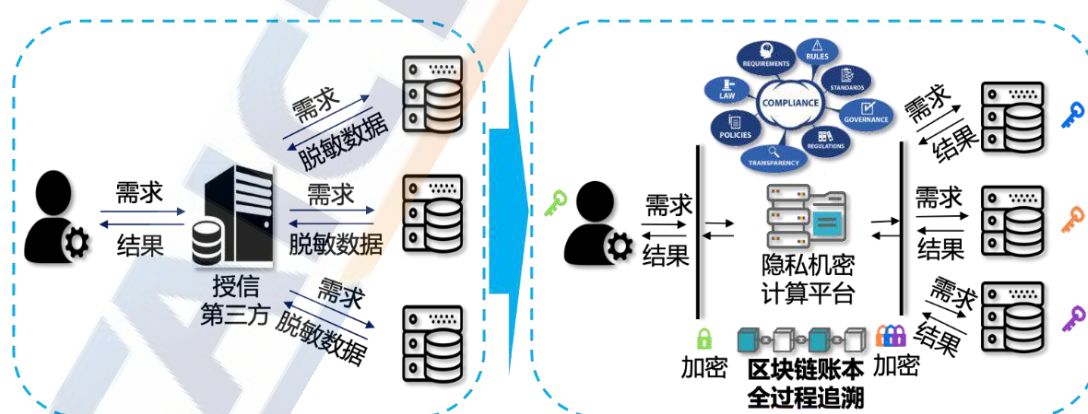 需求
脱敏数据
需求
结果
授信
第三方
需求
脱敏数据
需求
脱敏数据
REQUIREMENTS
RULES
LAW
STANDARDS
COMPLIANCE
GOVERNANCE
POLICIES
REGULATIONS
TRANSPARENCY
需求
结果
隐私机密
计算平台
需求
结果
需求
结果
需求
结果
加密
区块链账本
全过程追溯
加密